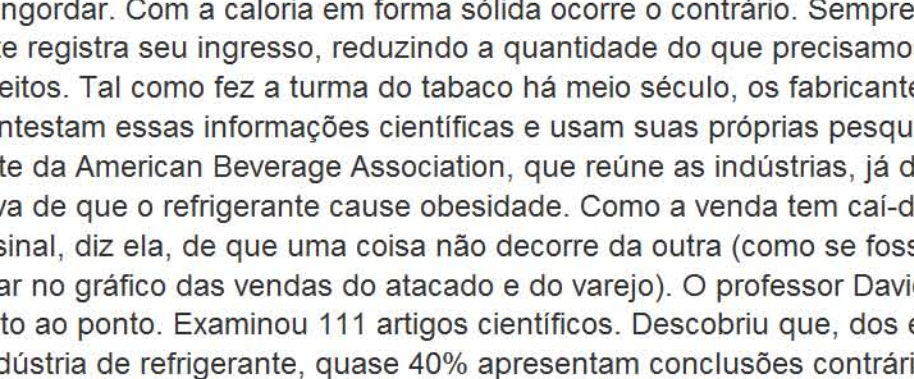 ngordar. Com a caloria em forma sólida ocorre o contrário. Sempre
te registra seu ingresso, reduzindo a quantidade do que precisamo
eitos. Tal como fez a turma do tabaco há meio século, os fabricante
ntestam essas informações científicas e usam suas próprias pesqu
te da American Beverage Association, que reúne as indústrias, já d
va de que o refrigerante cause obesidade. Como a venda tem caí-d
sinal, diz ela, de que uma coisa não decorre da outra (como se foss
ar no gráfico das vendas do atacado e do varejo). O professor Davi
to ao ponto. Examinou 111 artigos científicos. Descobriu que, dos e
dústria de refrigerante, quase 40% apresentam conclusões contrári